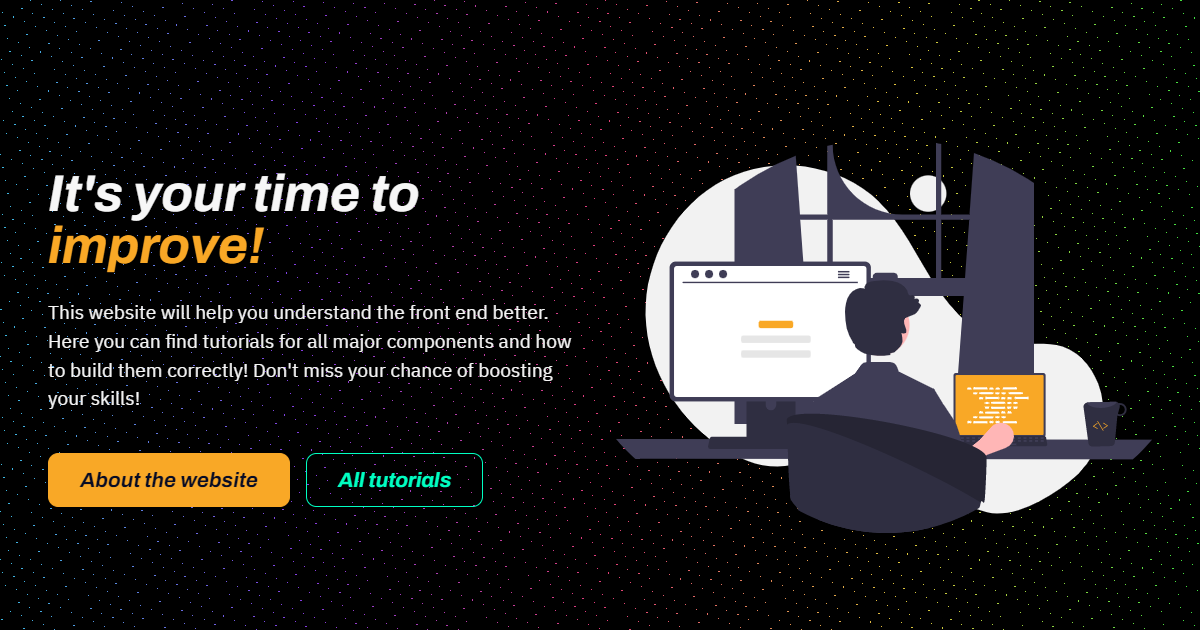 It's your time to
improve!
This website will help you understand the front end better.
Here you can find tutorials for all major components and how
to build them correctly! Don't miss your chance of boosting
your skills!
About the website
All tutorials
<\>